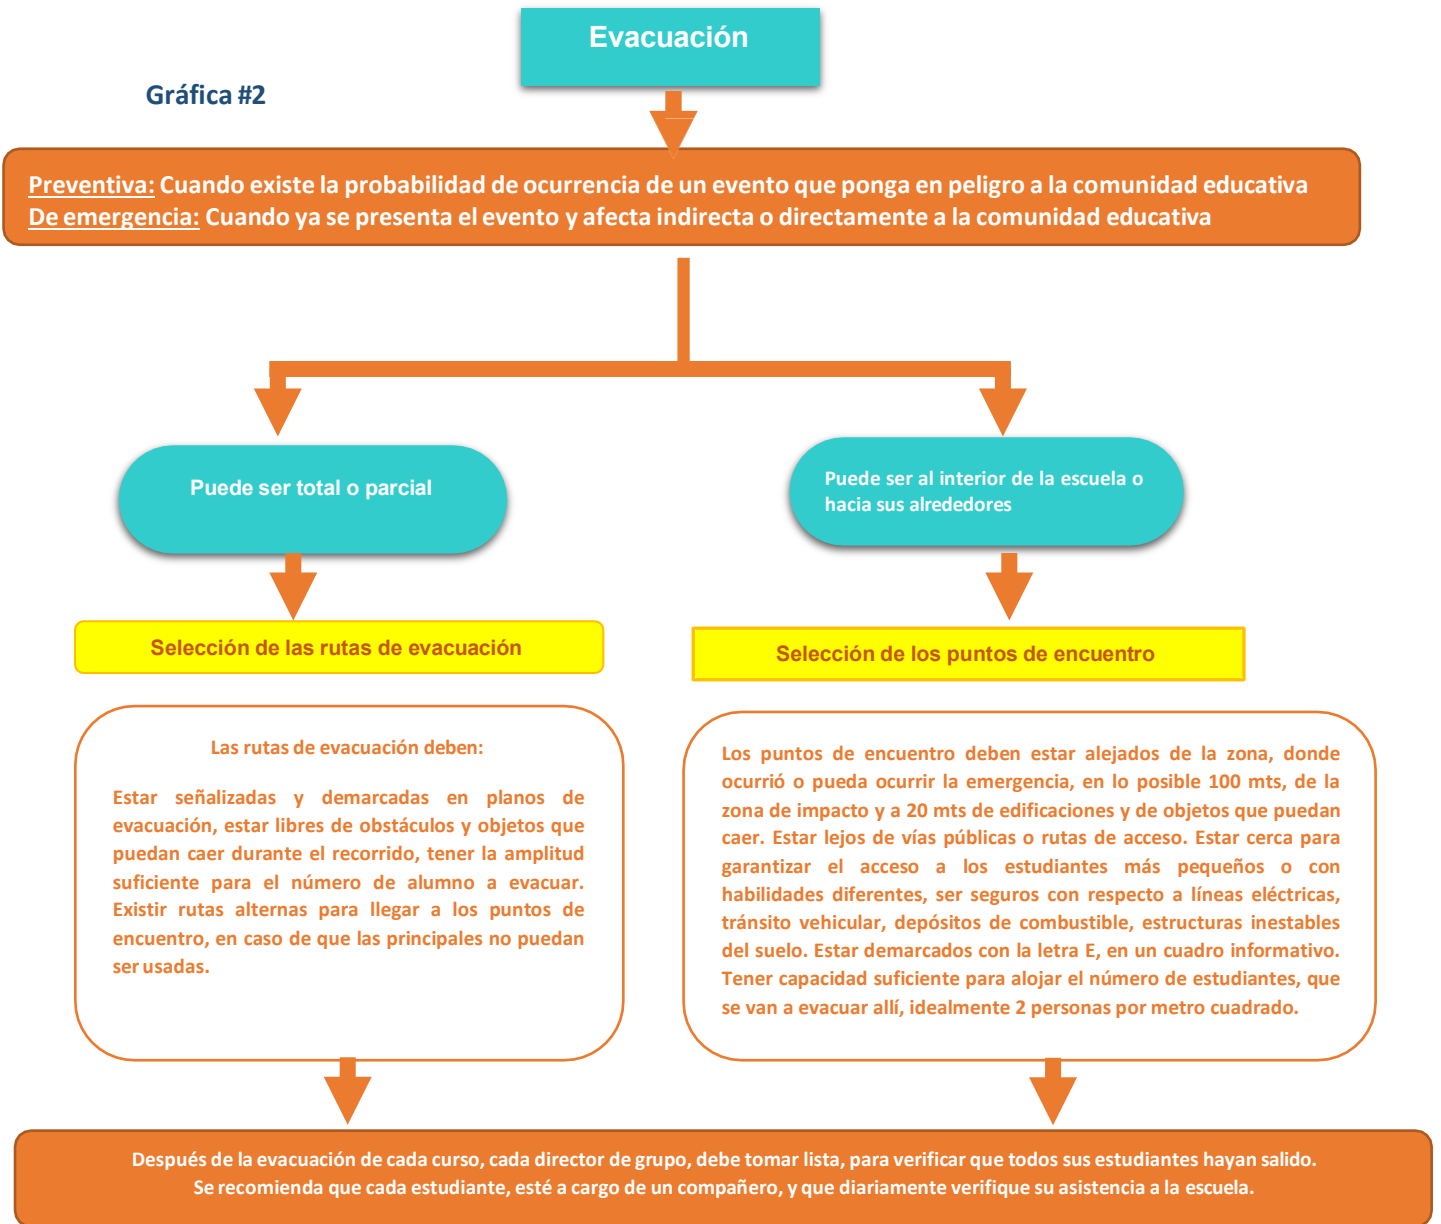 Evacuación
Gráfica #2
Preventiva: Cuando existe la probabilidad de ocurrencia de un evento que ponga en peligro a la comunidad educativa
De emergencia: Cuando ya se presenta el evento y afecta indirecta o directamente a la comunidad educativa
Puede ser total o parcial
Puede ser al interior de la escuela o
hacia sus alrededores
Selección de las rutas de evacuación
Selección de los puntos de encuentro
Las rutas de evacuación deben:
Estar señalizadas y demarcadas en planos de
evacuación, estar libres de obstáculos y objetos que
puedan caer durante el recorrido, tener la amplitud
suficiente para el número de alumno a evacuar.
Existir rutas alternas para llegar a los puntos de
encuentro, en caso de que las principales no puedan
ser usadas.
Los puntos de encuentro deben estar alejados de la zona, donde
ocurrió o pueda ocurrir la emergencia, en lo posible 100 mts, de la
zona de impacto y a 20 mts de edificaciones y de objetos que puedan
caer. Estar lejos de vías públicas o rutas de acceso. Estar cerca para
garantizar el acceso a los estudiantes más pequeños o con
habilidades diferentes, ser seguros con respecto a líneas eléctricas,
tránsito vehicular, depósitos de combustible, estructuras inestables
del suelo. Estar demarcados con la letra E, en un cuadro informativo.
Tener capacidad suficiente para alojar el número de estudiantes, que
se van a evacuar allí, idealmente 2 personas por metro cuadrado.
Después de la evacuación de cada curso, cada director de grupo, debe tomar lista, para verificar que todos sus estudiantes hayan salido.
Se recomienda que cada estudiante, esté a cargo de un compañero, y que diariamente verifique su asistencia a la escuela.